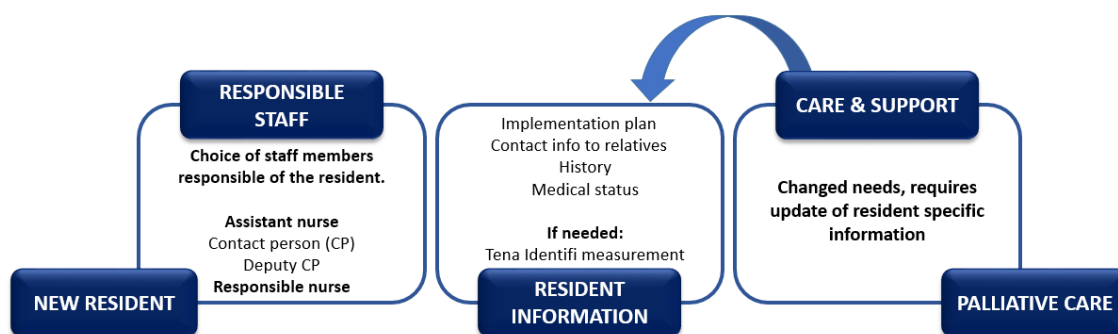 RESPONSIBLE
STAFF
Choice of staff members
responsible of the resident.
Assistant nurse
Contact person (CP)
Deputy CP
Responsible nurse
NEW RESIDENT
Implementation plan
Contact info to relatives
History
Medical status
If needed:
Tena Identifi measurement
RESIDENT
INFORMATION
CARE & SUPPORT
Changed needs, requires
update of resident specific
information
PALLIATIVE CARE